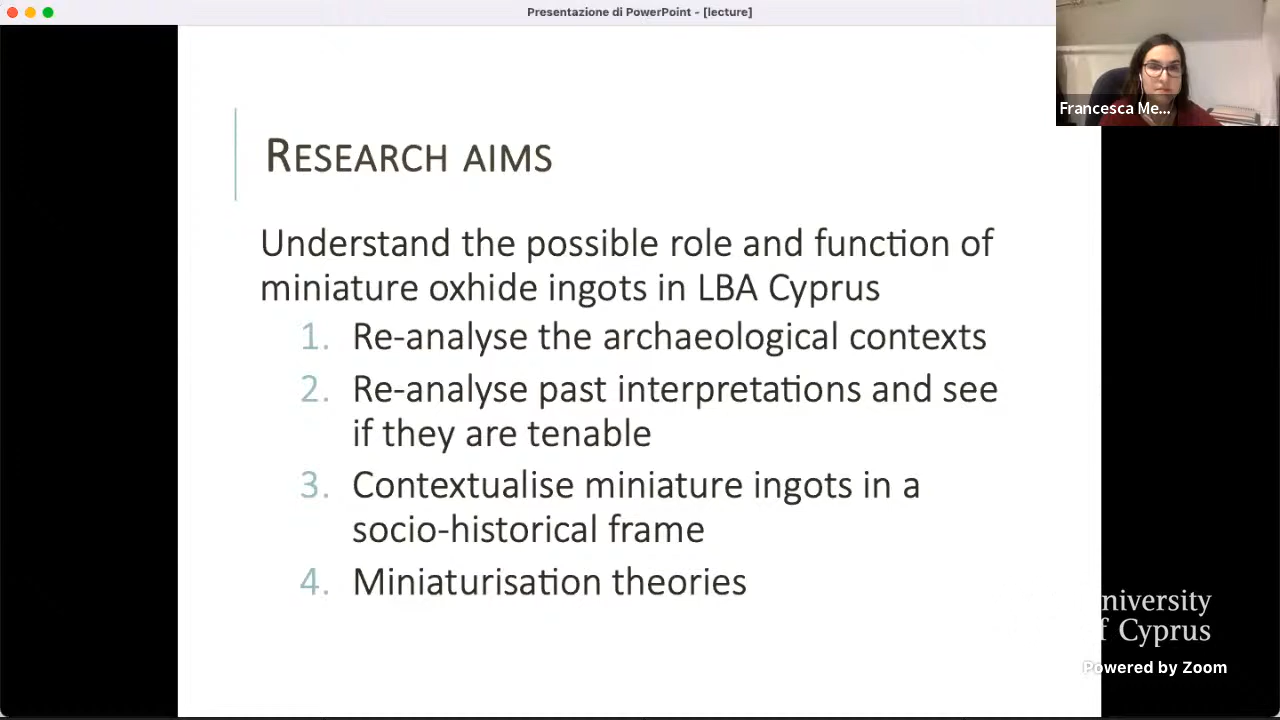 Presentazione di PowerPoint - [lecture]
Francesca Me...
RESEARCH AIMS
Understand the possible role and function of
miniature oxhide ingots in LBA Cyprus
1. Re-analyse the archaeological contexts
2. Re-analyse past interpretations and see
if they are tenable
3. Contextualise miniature ingots in a
socio-historical frame
4. Miniaturisation theories
niversity
f Cyprus
Powered by Zoom